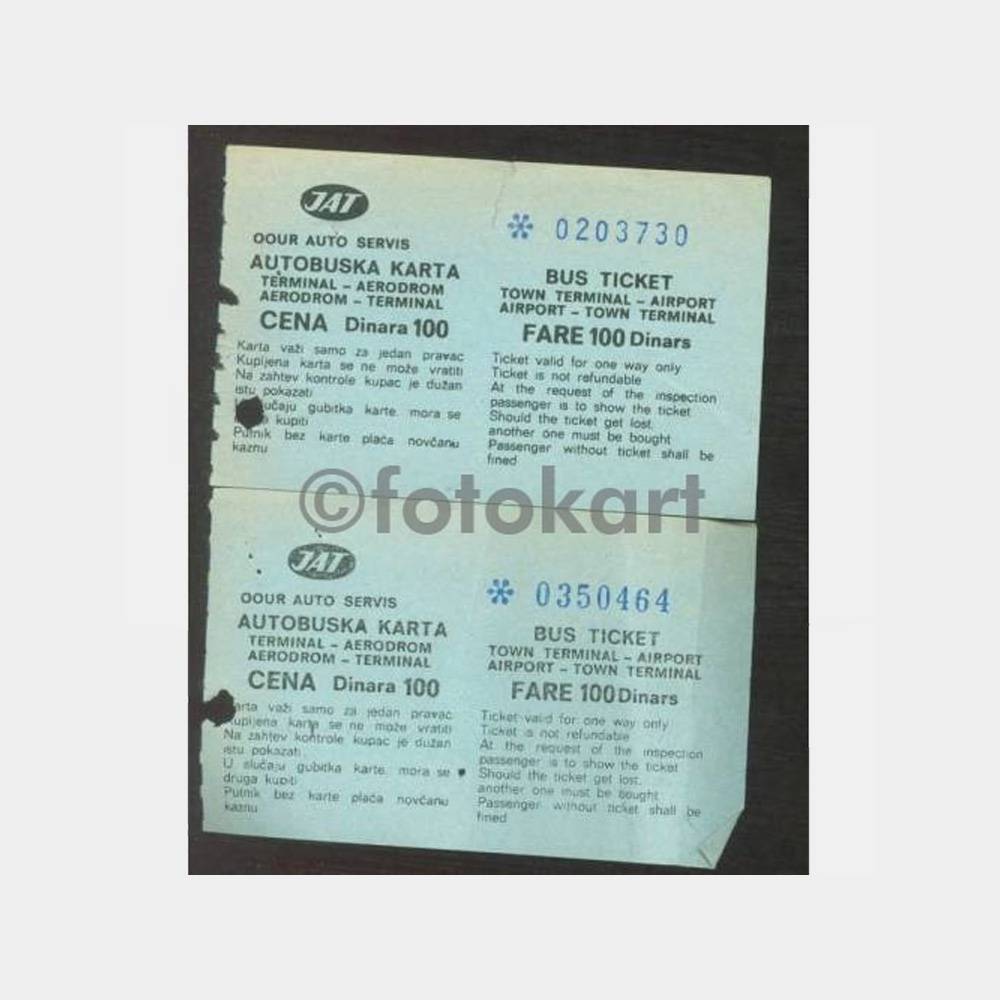 JAT
OOUR AUTO SERVIS
AUTOBUSKA KARTA
TERMINAL – AERODROM
AERODROM – TERMINAL
CENA Dinara 100
Karta važi samo za jedan pravac
Kupljena karta se ne može vratiti
Na zahtev kontrole kupac je dužan
istu pokazati
učaju gubitka karte, mora se
kupiti
Putnik bez karte plaća novčanu
kaznu
* 0203730
BUS TICKET
TOWN TERMINAL – AIRPORT
AIRPORT – TOWN TERMINAL
FARE 100 Dinars
Ticket valid for one way only
Ticket is not refundable
At the request of the inspection
passenger is to show the ticket
Should the ticket get lost,
another one must be bought
Passenger without ticket shall be
fined
©fotokart
JAT
OOUR AUTO SERVIS
AUTOBUSKA KARTA
TERMINAL – AERODROM
AERODROM – TERMINAL
CENA Dinara 100
arta važi samo za jedan pravac
Kupljena karta se ne može vratiti
Na zahtev kontrole kupac je dužan
istu pokazati
U slučaju gubitka karte, mora se
druga kupiti
Putnik bez karte plaća novčanu
kaznu
* 0350464
BUS TICKET
TOWN TERMINAL – AIRPORT
AIRPORT – TOWN TERMINAL
FARE 100 Dinars
Ticket valid for one way only
Ticket is not refundable
At the request of the inspection
passenger is to show the ticket
Should the ticket get lost,
another one must be bought
Passenger without ticket shall be
fined